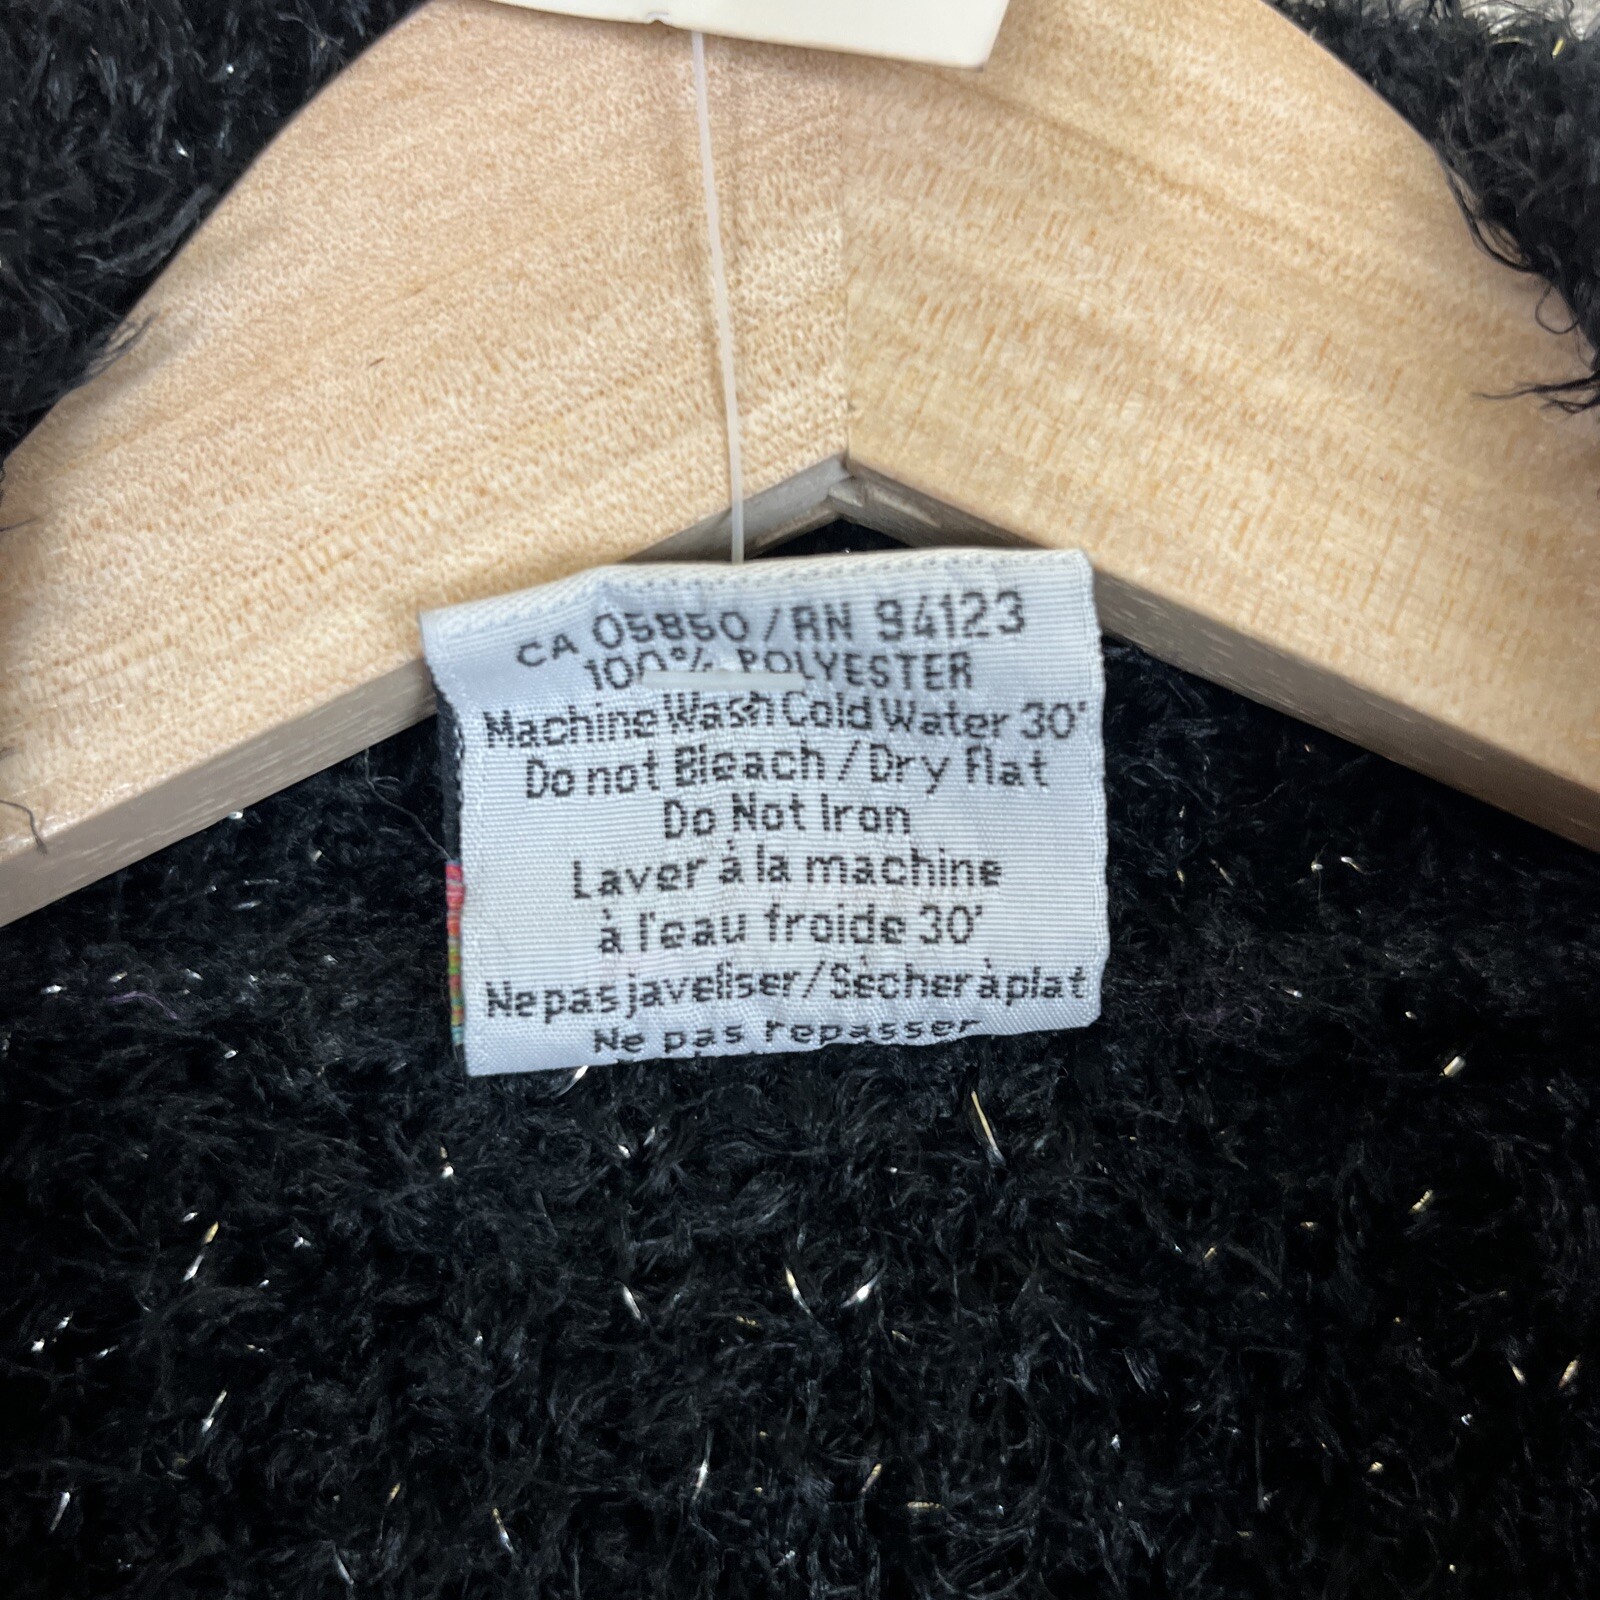 CA 05850 / RN 94123
100% POLYESTER
Machine Wash Cold Water 30°
Do not Bleach / Dry flat
Do Not Iron
Laver à la machine
à l'eau froide 30°
Ne pas javeliser / Sècher à plat
Ne pas repasser